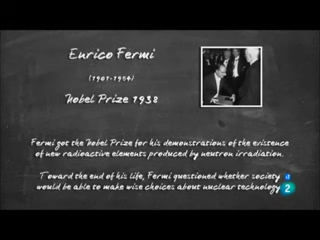 Enrico Fermi
(1901-1954)
Nobel Prize 1938
Fermi got the Nobel Prize for his demonstrations of the existence
of new radioactive elements produced by neutron irradiation.
Toward the end of his life, Fermi questioned whether society
would be able to make wise choices about nuclear technology
2